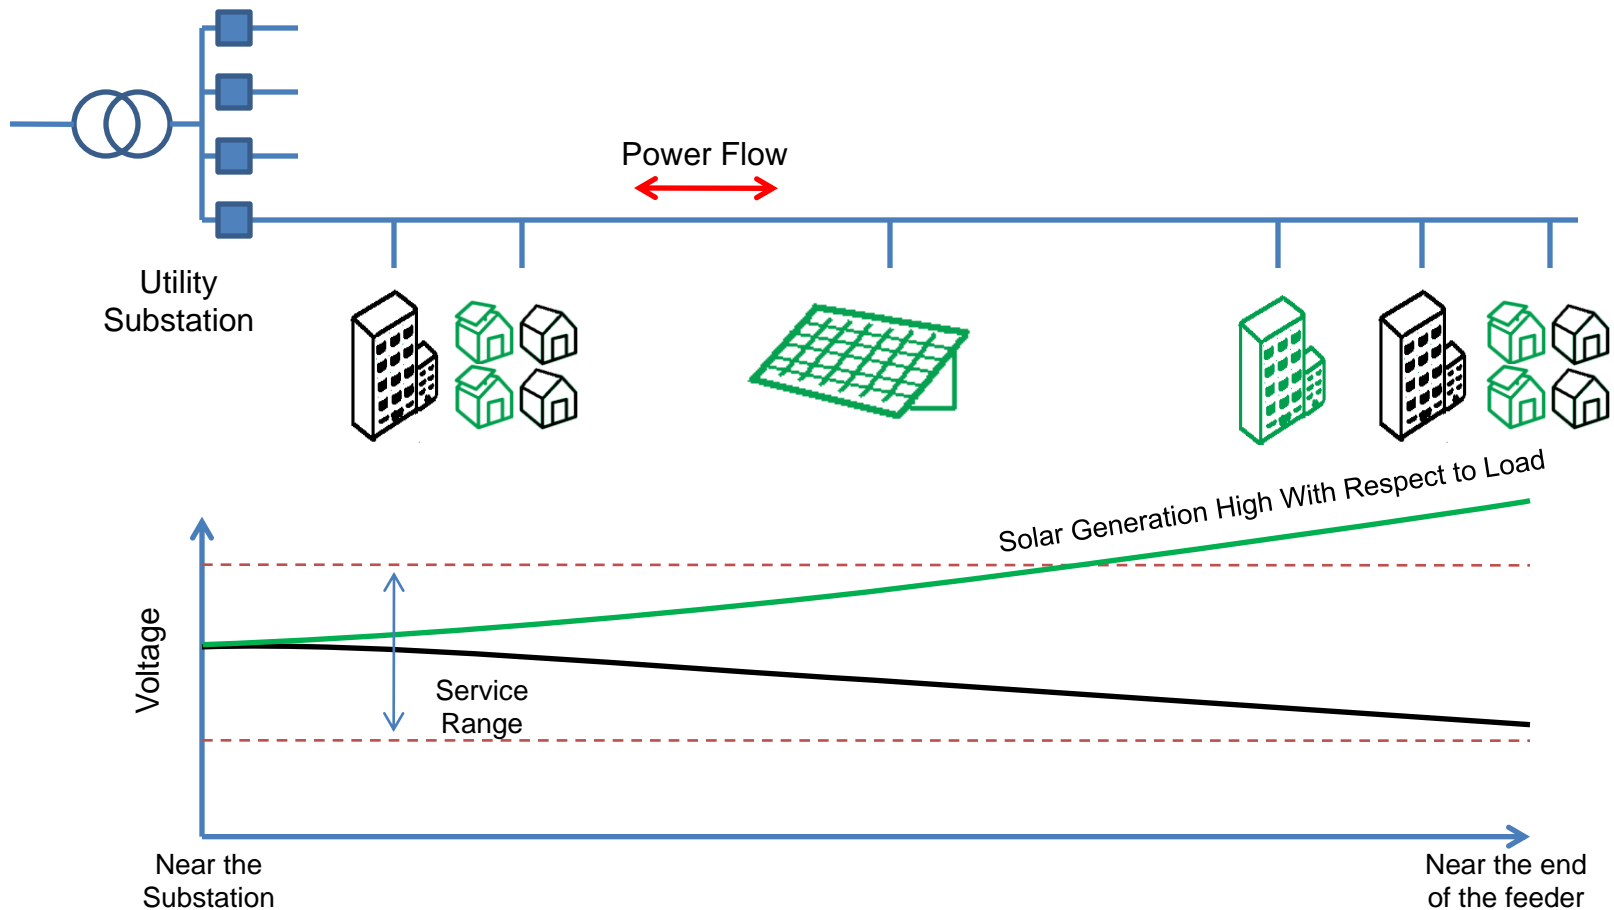 Power Flow
Utility
Substation
Solar Generation High With Respect to Load
Voltage
Service
Range
Near the
Substation
Near the end
of the feeder